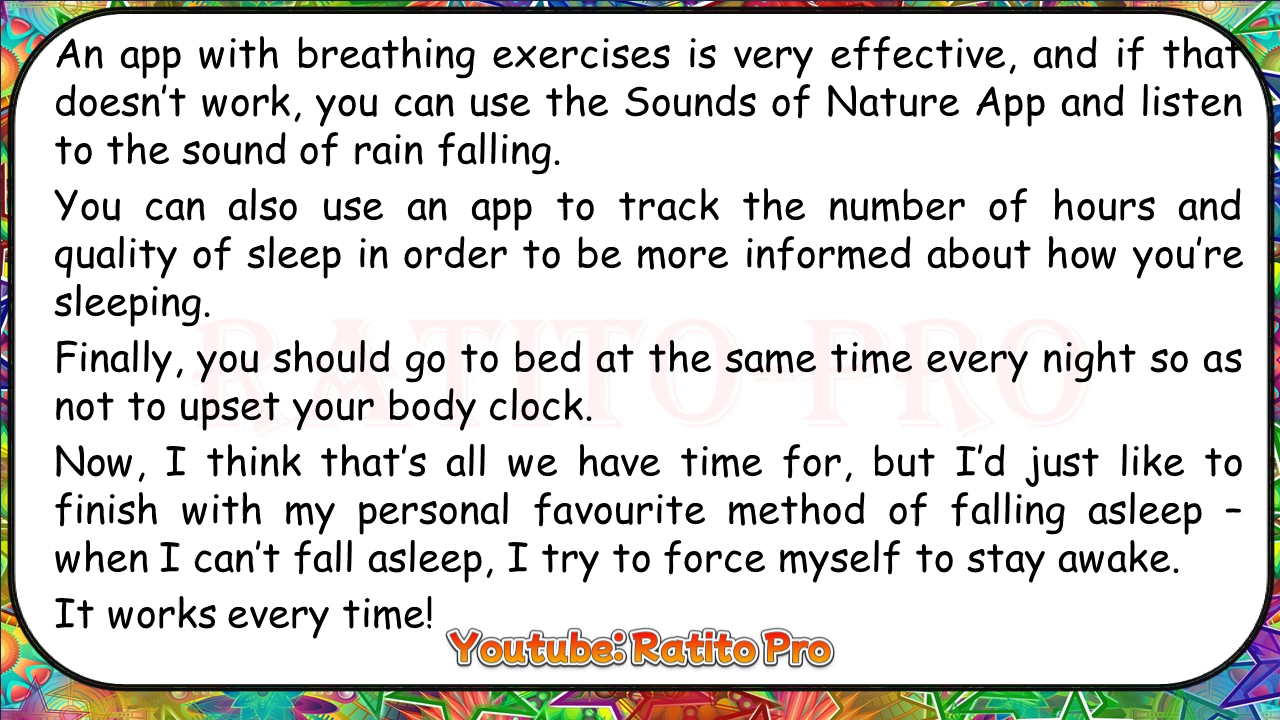 An app with breathing exercises is very effective, and if that
doesn’t work, you can use the Sounds of Nature App and listen
to the sound of rain falling.
You can also use an app to track the number of hours and
quality of sleep in order to be more informed about how you’re
sleeping.
RATITO-PRO
Finally, you should go to bed at the same time every night so as
not to upset your body clock.
Now, I think that’s all we have time for, but I’d just like to
finish with my personal favourite method of falling asleep –
when I can’t fall asleep, I try to force myself to stay awake.
It works every time!
Youtube: Ratito Pro